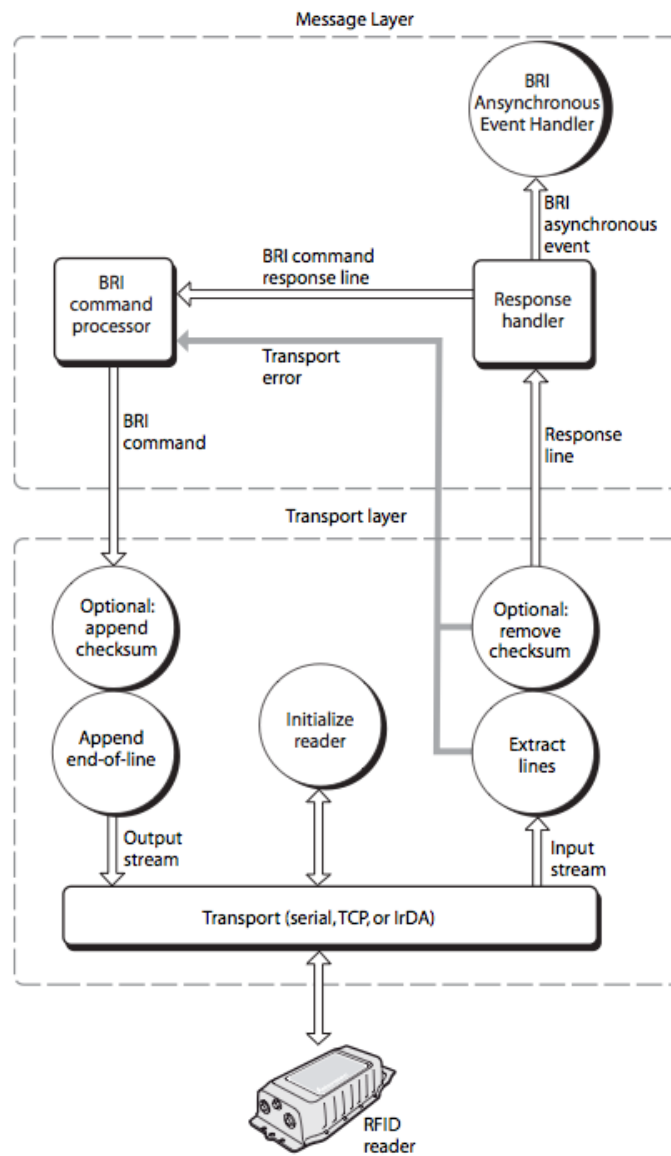 Message Layer
BRI
Ansynchronous
Event Handler
BRI
asynchronous
event
BRI command
response line
BRI
command
processor
Response
handler
Transport
error
BRI
command
Response
line
Transport layer
Optional:
append
checksum
Optional:
remove
checksum
Initialize
reader
Append
end-of-line
Extract
lines
Output
stream
Input
stream
Transport (serial, TCP, or IrDA)
RFID
reader